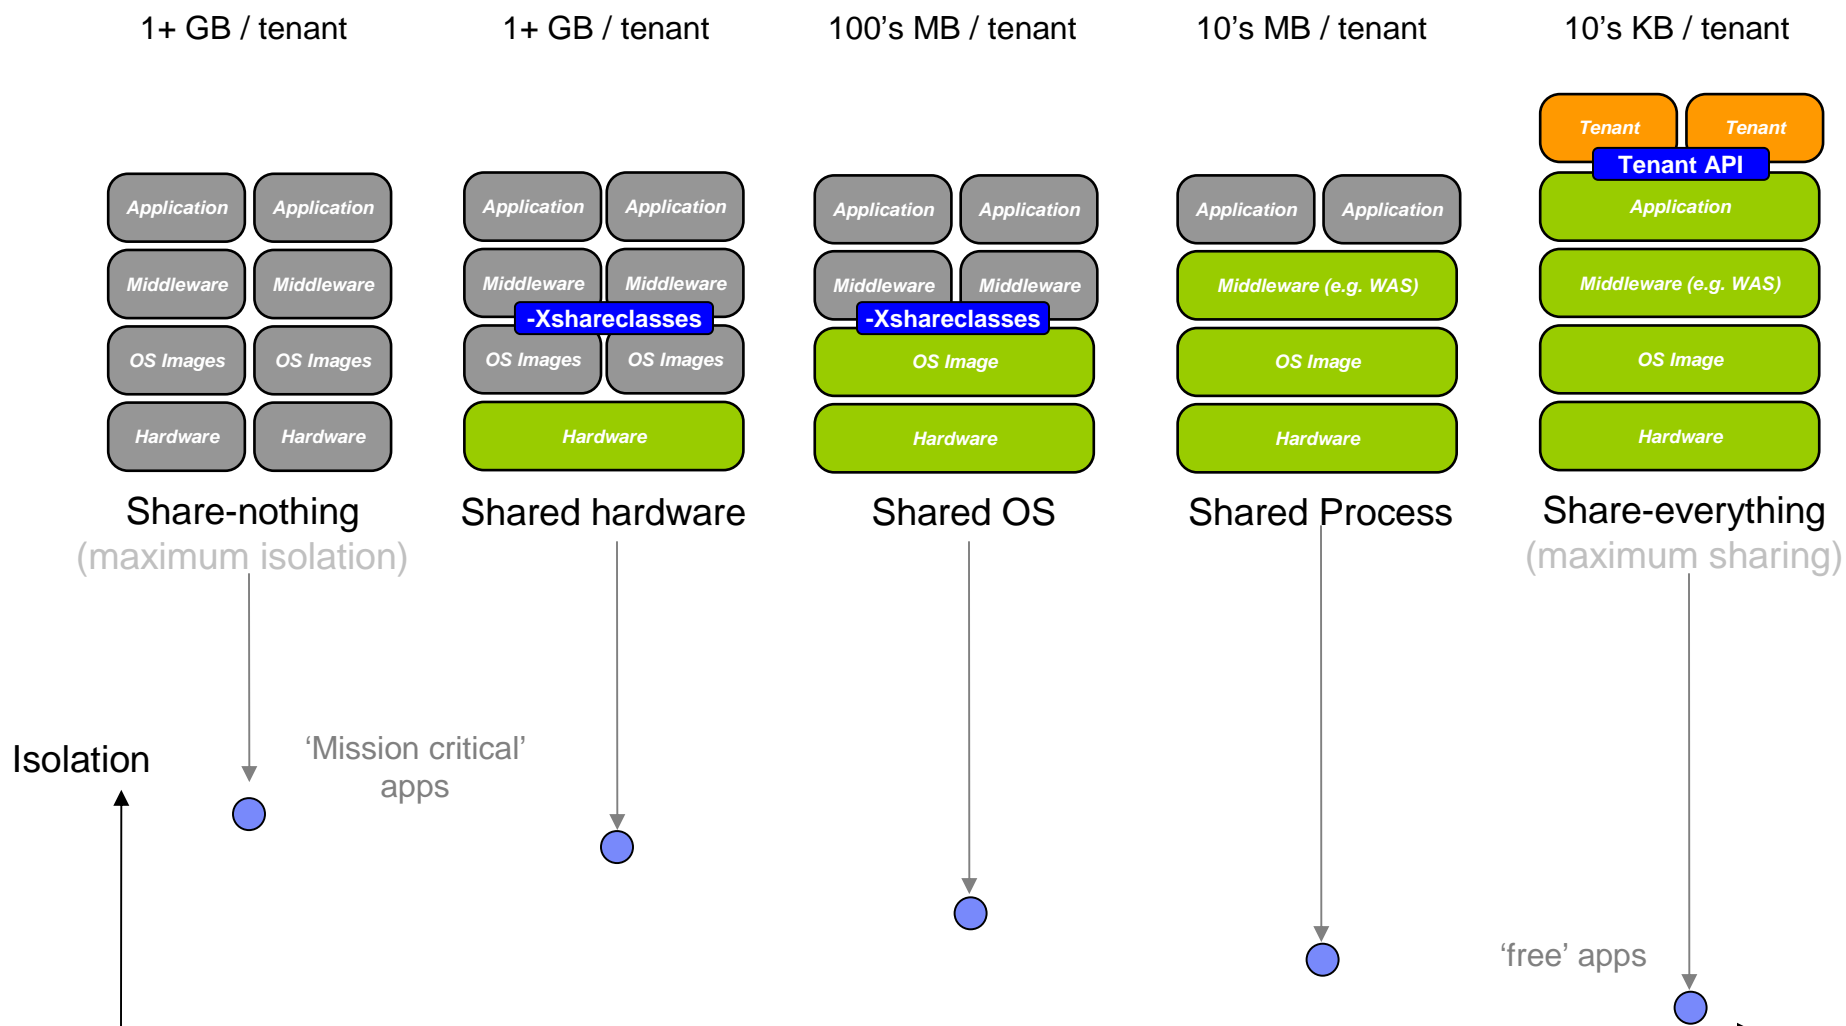 1+ GB / tenant
1+ GB / tenant
100's MB / tenant
10's MB / tenant
10's KB / tenant
Tenant
Tenant
Tenant API
Application
Application
Application
Application
Application
Application
Application
Application
Application
Middleware
Middleware
Middleware
Middleware
Middleware
Middleware
Middleware (e.g. WAS)
Middleware (e.g. WAS)
-Xshareclasses
-Xshareclasses
OS Images
OS Images
OS Images
OS Images
OS Image
OS Image
OS Image
Hardware
Hardware
Hardware
Hardware
Hardware
Hardware
Share-nothing
(maximum isolation)
Shared hardware
Shared OS
Shared Process
Share-everything
(maximum sharing)
Isolation
‘Mission critical’
apps
‘free’ apps